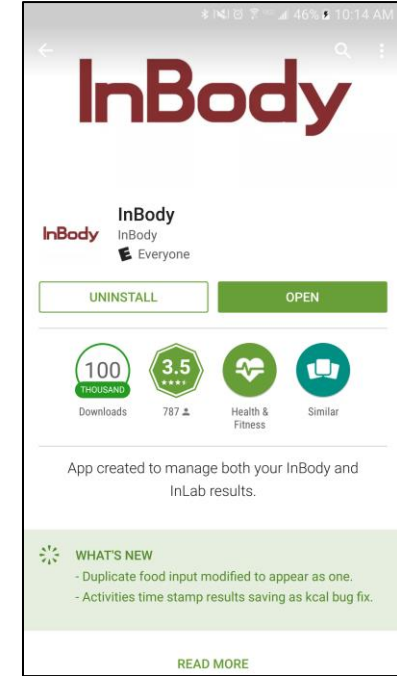 46% 10:14 AM
InBody
InBody
InBody
InBody
E Everyone
UNINSTALL
OPEN
100
THOUSAND
3.5
Downloads
787
Health &
Fitness
Similar
App created to manage both your InBody and
InLab results.
WHAT'S NEW
- Duplicate food input modified to appear as one.
- Activities time stamp results saving as kcal bug fix.
READ MORE